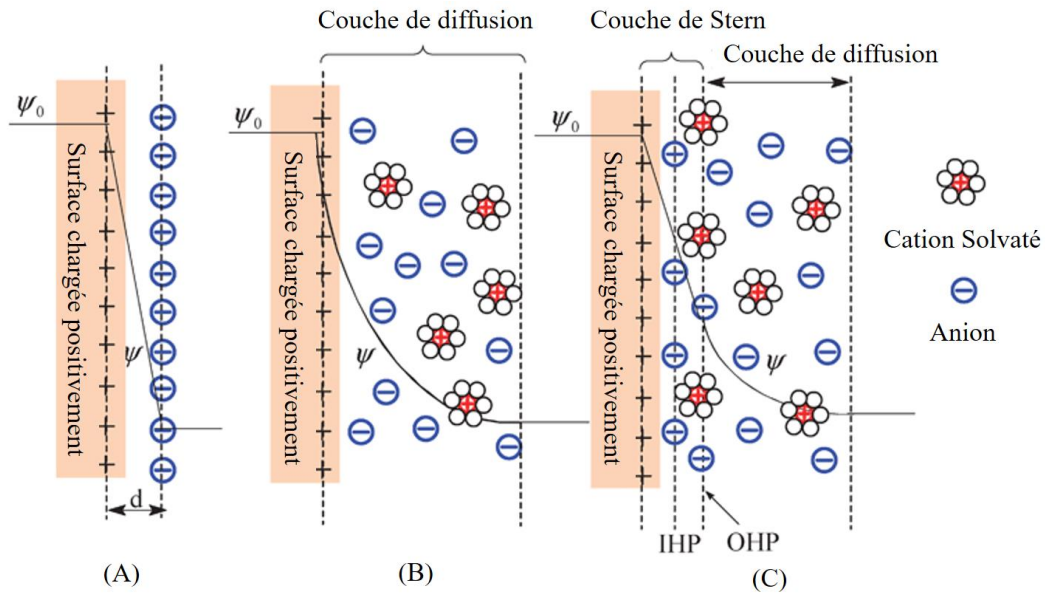 Couche de diffusion
Couche de Stern
Couche de diffusion
ψ₀
Surface chargée positivement
ψ
d
(A)
ψ₀
Surface chargée positivement
ψ
(B)
ψ₀
Surface chargée positivement
ψ
IHP
OHP
(C)
Cation Solvaté
Anion